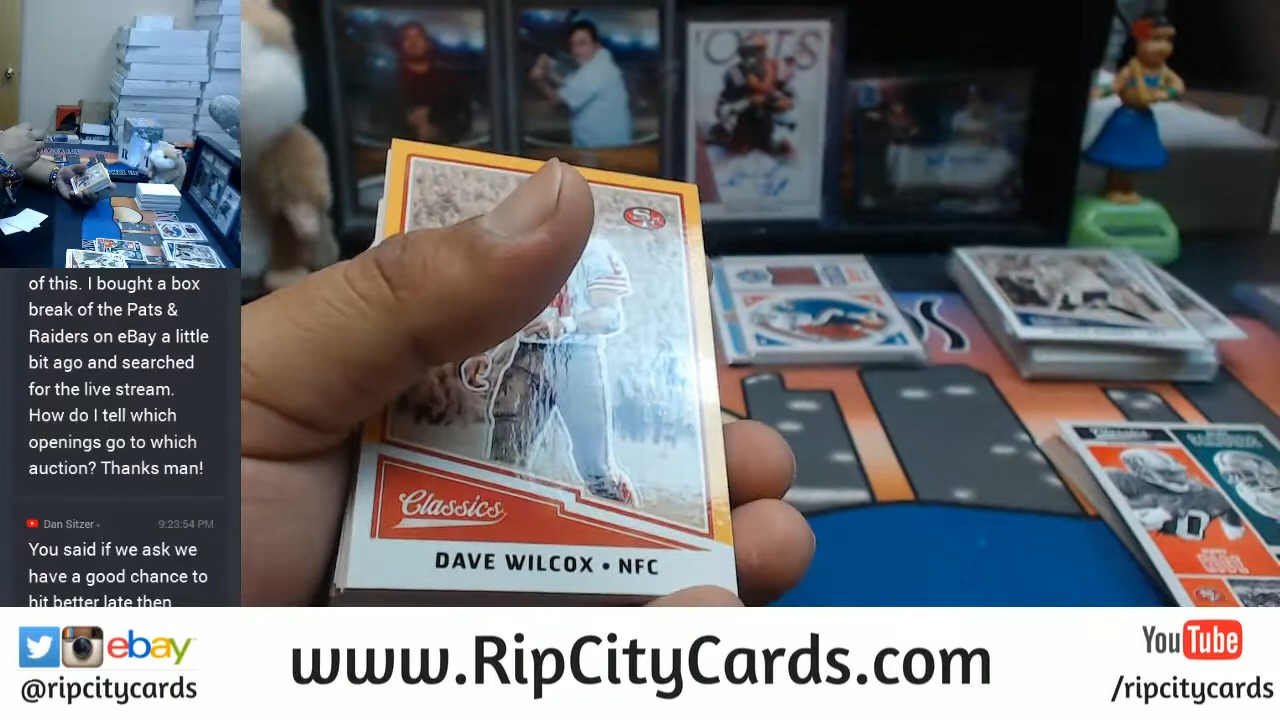 of this. I bought a box
break of the Pats &
Raiders on eBay a little
bit ago and searched
for the live stream.
How do I tell which
openings go to which
auction? Thanks man!
Dan Sitzer
9:23:54 PM
You said if we ask we
have a good chance to
hit better late then
Classics
DAVE WILCOX • NFC
ebay
@ripcitycards
www.RipCityCards.com
YouTube
/ripcitycards